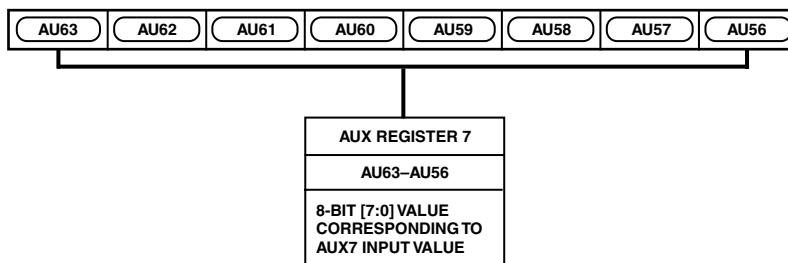 AU63 AU62 AU61 AU60 AU59 AU58 AU57 AU56
AUX REGISTER 7
AU63–AU56
8-BIT [7:0] VALUE
CORRESPONDING TO
AUX7 INPUT VALUE